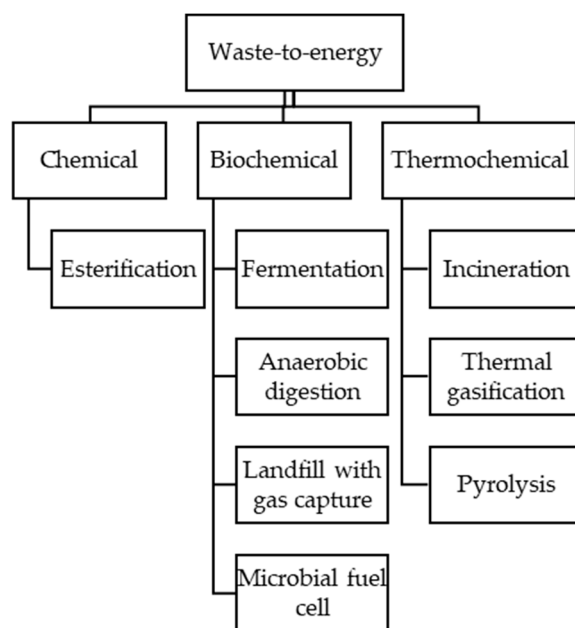 Waste-to-energy
Chemical
Biochemical
Thermochemical
Esterification
Fermentation
Incineration
Anaerobic
digestion
Thermal
gasification
Landfill with
gas capture
Pyrolysis
Microbial fuel
cell